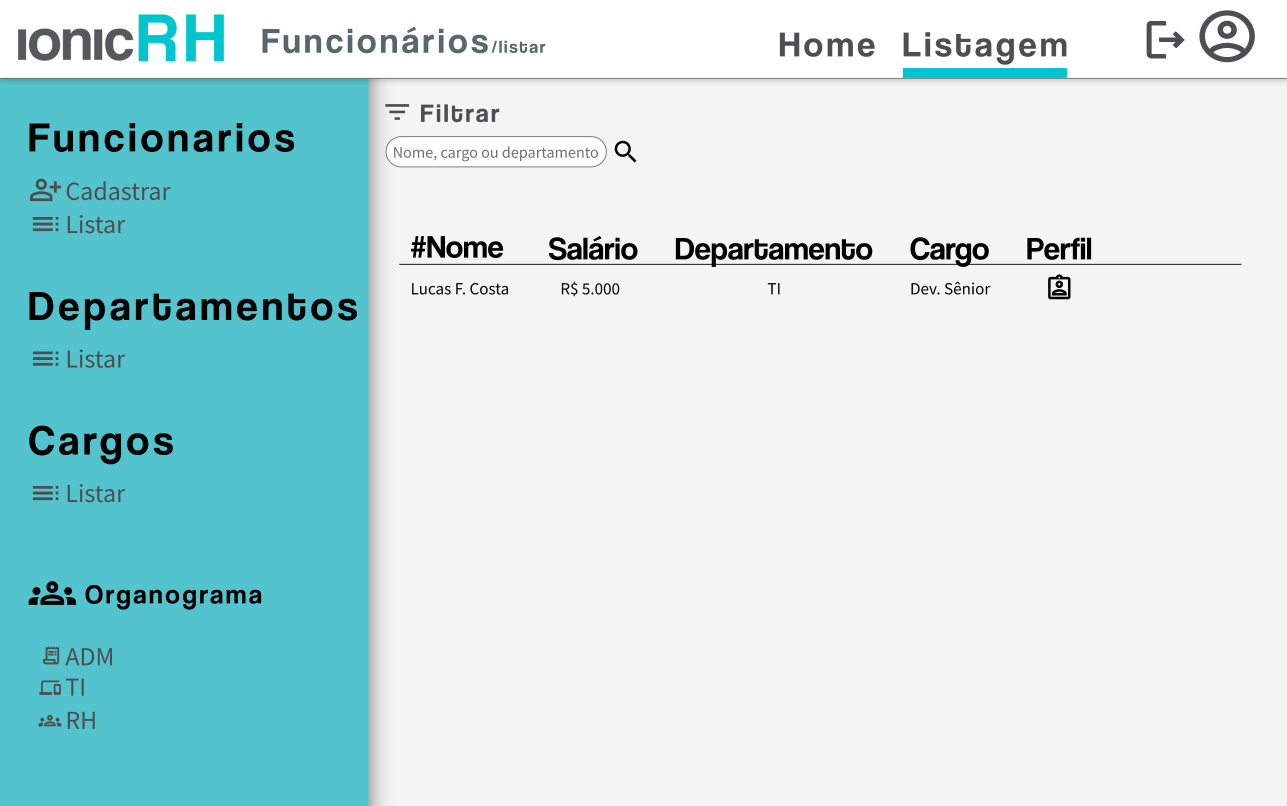 ionicRH Funcionários/listar Home Listagem
Funcionarios
Cadastrar
Listar
Departamentos
Listar
Cargos
Listar
Organograma
ADM
TI
RH
Filtrar
Nome, cargo ou departamento
#Nome Salário Departamento Cargo Perfil
Lucas F. Costa R$ 5.000 TI Dev. Sênior